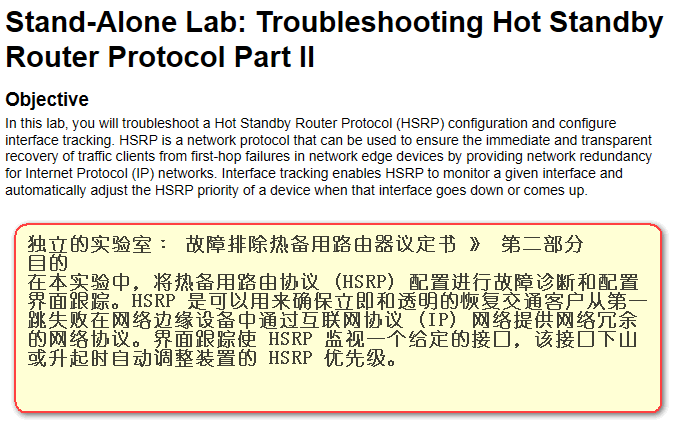 Stand-Alone Lab: Troubleshooting Hot Standby
Router Protocol Part II
Objective
In this lab, you will troubleshoot a Hot Standby Router Protocol (HSRP) configuration and configure
interface tracking. HSRP is a network protocol that can be used to ensure the immediate and transparent
recovery of traffic clients from first-hop failures in network edge devices by providing network redundancy
for Internet Protocol (IP) networks. Interface tracking enables HSRP to monitor a given interface and
automatically adjust the HSRP priority of a device when that interface goes down or comes up.
独立的实验室： 故障排除热备用路由器议定书 》 第二部分
目的
在本实验中，将热备用路由协议 (HSRP) 配置进行故障诊断和配置
界面跟踪。HSRP 是可以用来确保立即和透明的恢复交通客户从第一
跳失败在网络边缘设备中通过互联网协议 (IP) 网络提供网络冗余
的网络协议。界面跟踪使 HSRP 监视一个给定的接口，该接口下山
或升起时自动调整装置的 HSRP 优先级。